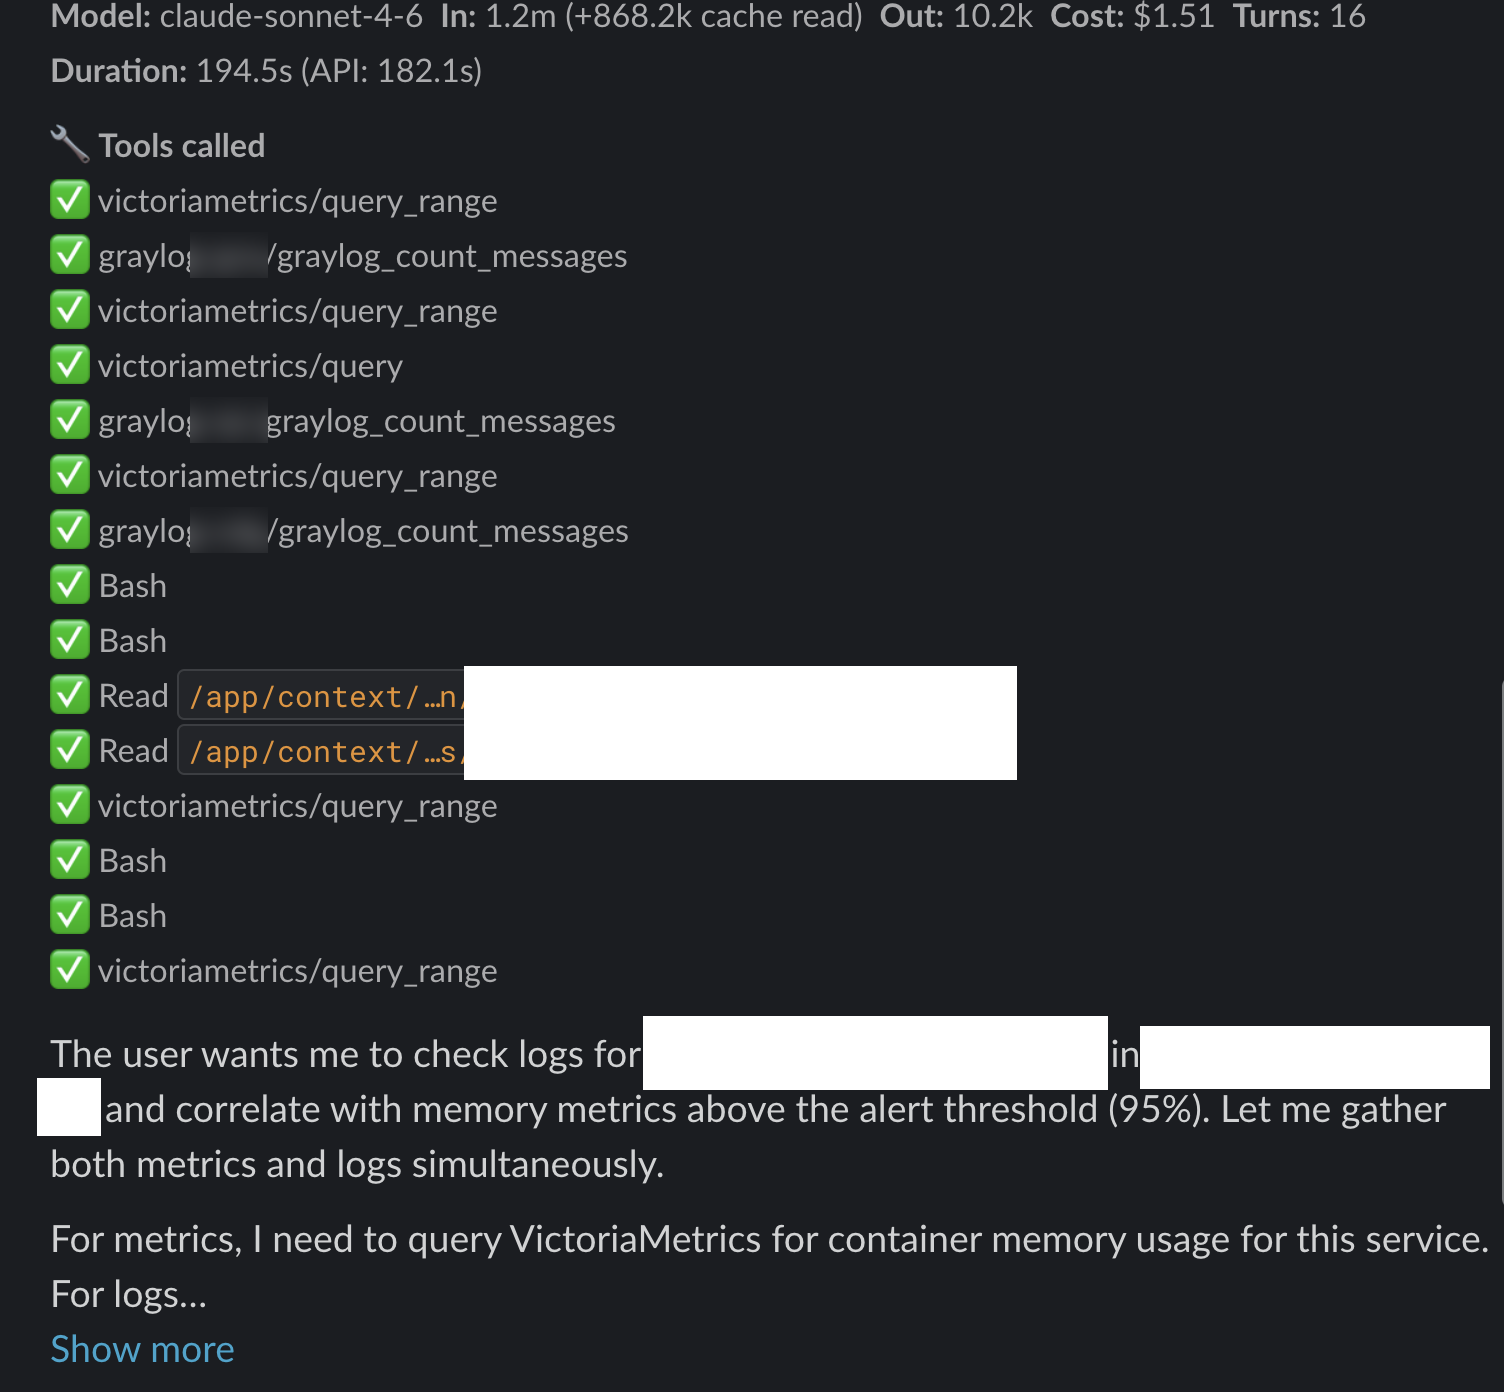 Model: claude-sonnet-4-6 In: 1.2m (+868.2k cache read) Out: 10.2k Cost: $1.51 Turns: 16
Duration: 194.5s (API: 182.1s)
Tools called
victoriametrics/query_range
graylog /graylog_count_messages
victoriametrics/query_range
victoriametrics/query
graylog graylog_count_messages
victoriametrics/query_range
graylog /graylog_count_messages
Bash
Bash
Read /app/context/…n/
Read /app/context/…s/
victoriametrics/query_range
Bash
Bash
victoriametrics/query_range
The user wants me to check logs for in
and correlate with memory metrics above the alert threshold (95%). Let me gather
both metrics and logs simultaneously.
For metrics, I need to query VictoriaMetrics for container memory usage for this service.
For logs...
Show more